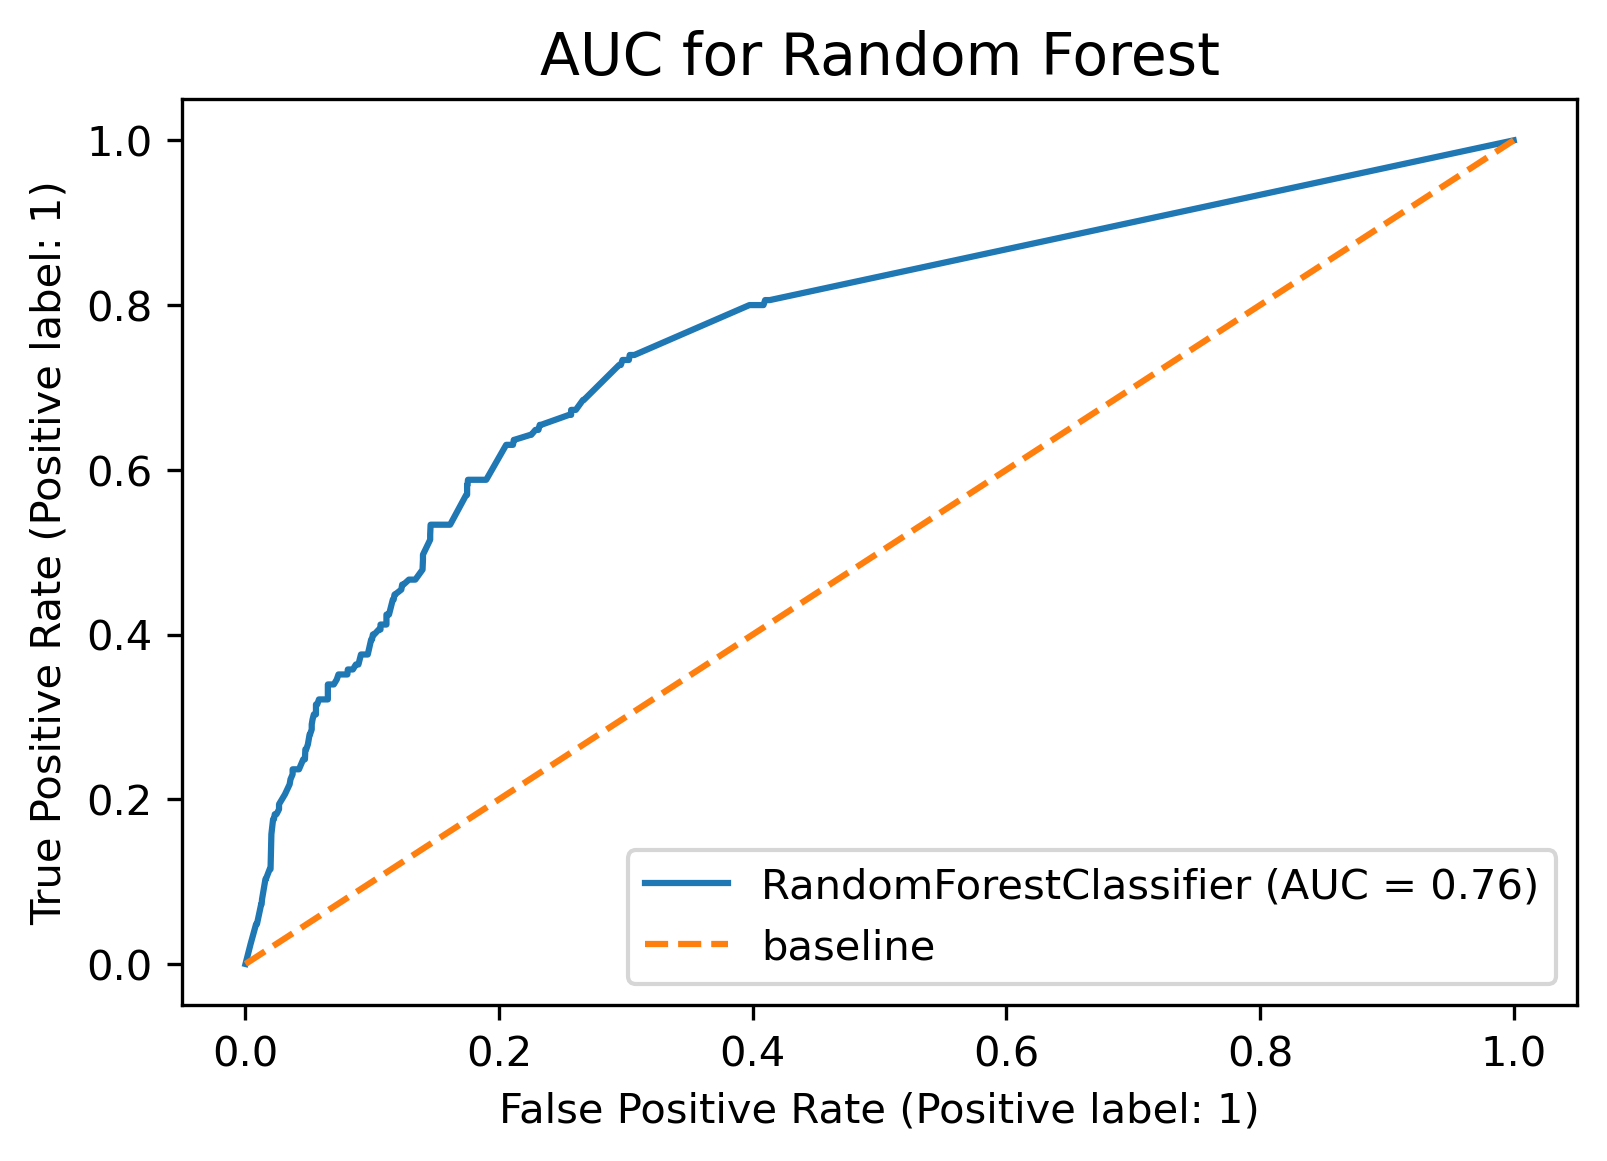 AUC for Random Forest
True Positive Rate (Positive label: 1)
1.0
0.8
0.6
0.4
0.2
0.0
RandomForestClassifier (AUC = 0.76)
baseline
0.0 0.2 0.4 0.6 0.8 1.0
False Positive Rate (Positive label: 1)